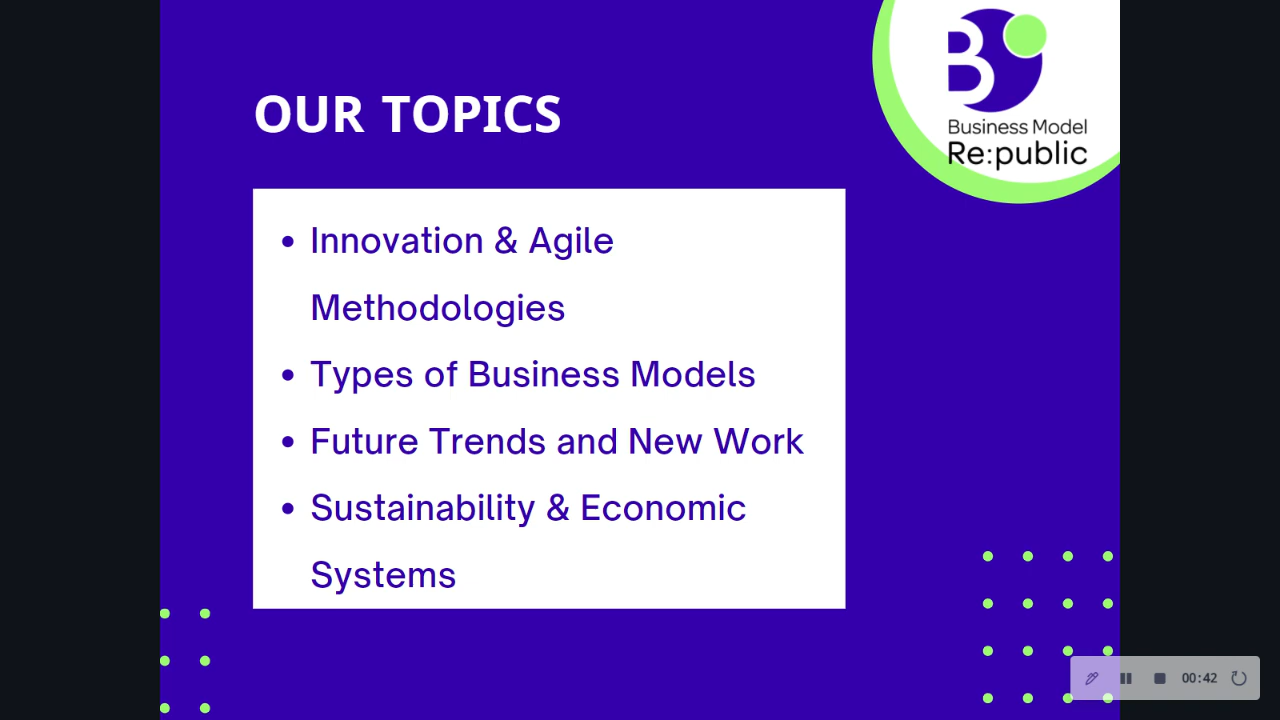 Business Model
Re:public
OUR TOPICS
• Innovation & Agile
Methodologies
• Types of Business Models
• Future Trends and New Work
• Sustainability & Economic
Systems
00:42